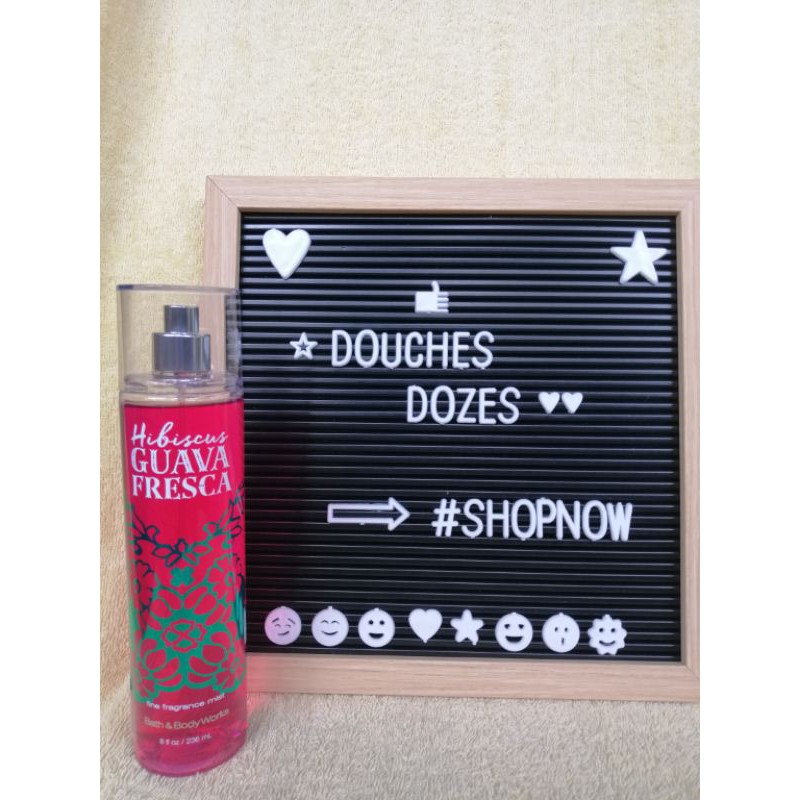 DOUCHES
DOZES
#SHOPNOW
Hibiscus
GUAVA
FRESCA
fine fragrance mist
Bath & Body Works
8 fl oz / 236 mL